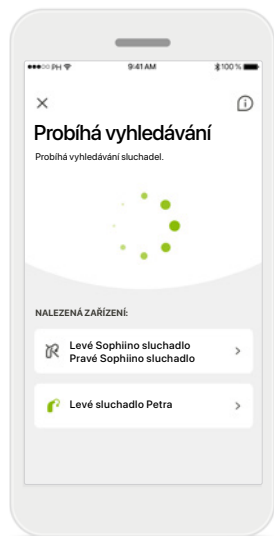 ●●●○○ PH 9:41 AM 100 %
Probíhá vyhledávání
Probíhá vyhledávání sluchadel.
NALEZENÁ ZAŘÍZENÍ:
Levé Sophiino sluchadlo
Pravé Sophiino sluchadlo
Levé sluchadlo Petra